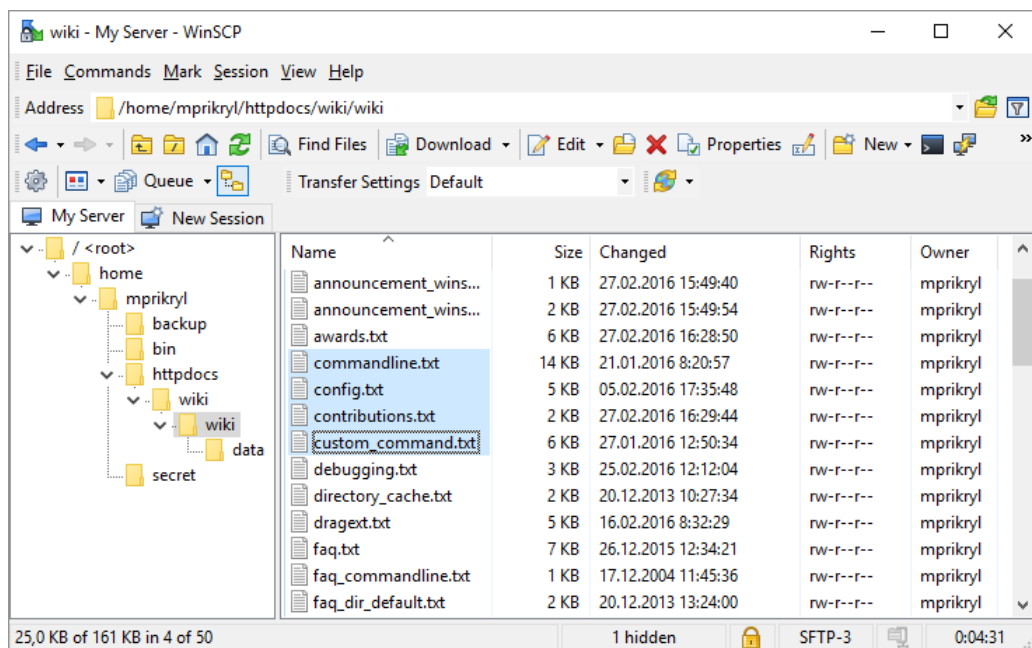 wiki - My Server - WinSCP
File Commands Mark Session View Help
Address /home/mprikryl/httpdocs/wiki/wiki
Find Files Download Edit Properties New »
Queue Transfer Settings Default
My Server New Session
/ <root>
home
mprikryl
backup
bin
httpdocs
wiki
wiki
data
secret
Name Size Changed Rights Owner
announcement_wins... 1 KB 27.02.2016 15:49:40 rw-r--r-- mprikryl
announcement_wins... 2 KB 27.02.2016 15:49:54 rw-r--r-- mprikryl
awards.txt 6 KB 27.02.2016 16:28:50 rw-r--r-- mprikryl
commandline.txt 14 KB 21.01.2016 8:20:57 rw-r--r-- mprikryl
config.txt 5 KB 05.02.2016 17:35:48 rw-r--r-- mprikryl
contributions.txt 2 KB 27.02.2016 16:29:44 rw-r--r-- mprikryl
custom_command.txt 6 KB 27.01.2016 12:50:34 rw-r--r-- mprikryl
debugging.txt 3 KB 25.02.2016 12:12:04 rw-r--r-- mprikryl
directory_cache.txt 2 KB 20.12.2013 10:27:34 rw-r--r-- mprikryl
dragext.txt 5 KB 16.02.2016 8:32:29 rw-r--r-- mprikryl
faq.txt 7 KB 26.12.2015 12:34:21 rw-r--r-- mprikryl
faq_commandline.txt 1 KB 17.12.2004 11:45:36 rw-r--r-- mprikryl
faq_dir_default.txt 2 KB 20.12.2013 13:24:00 rw-r--r-- mprikryl
25,0 KB of 161 KB in 4 of 50 1 hidden SFTP-3 0:04:31